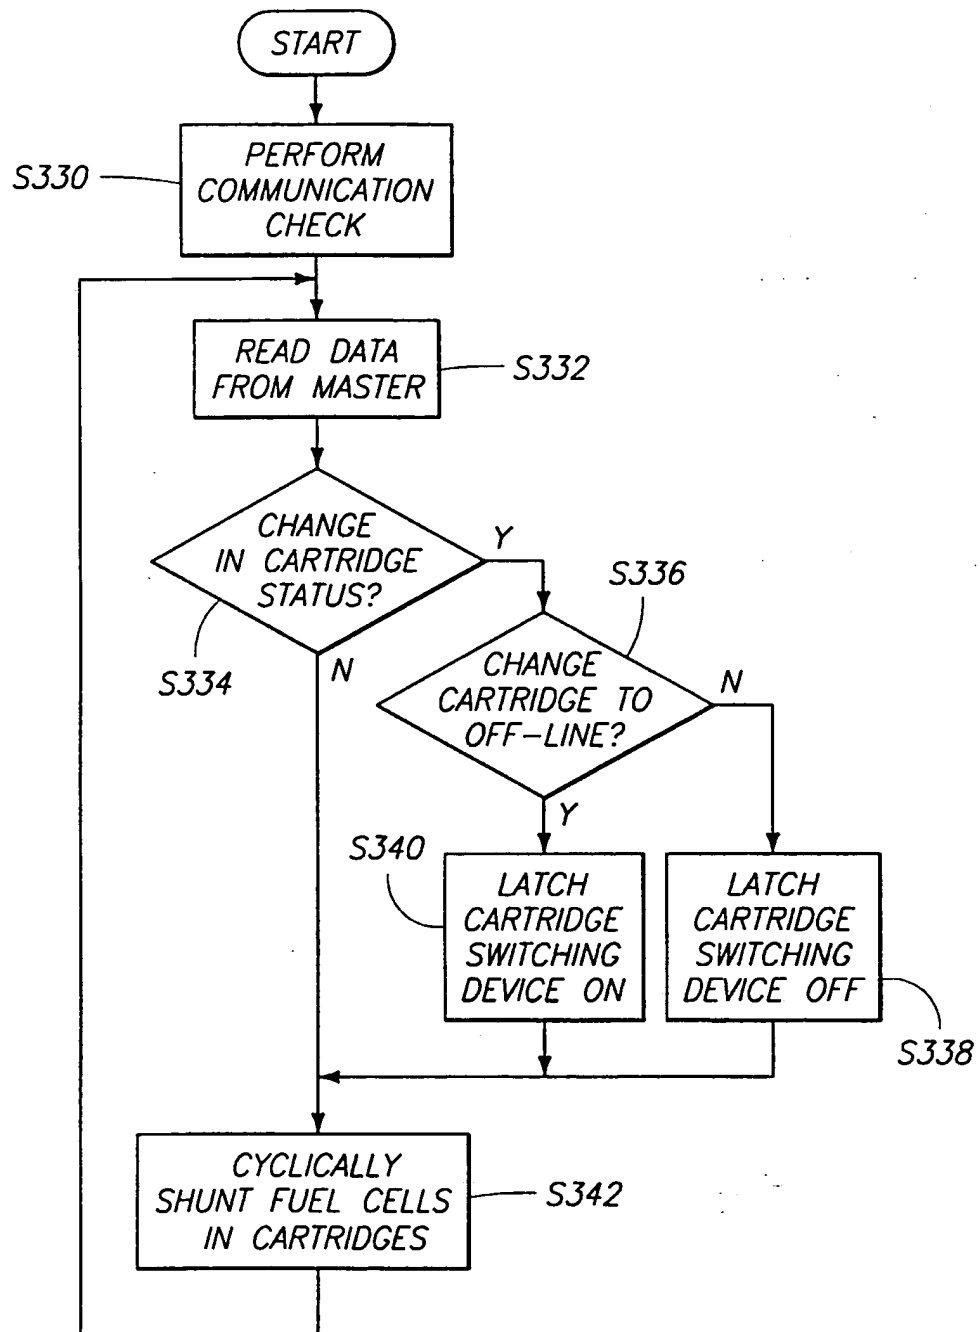 START
PERFORM
COMMUNICATION
CHECK
S330
READ DATA
FROM MASTER
S332
CHANGE
IN CARTRIDGE
STATUS?
Y
N
S334
S336
CHANGE
CARTRIDGE TO
OFF-LINE?
N
Y
S340
LATCH
CARTRIDGE
SWITCHING
DEVICE ON
LATCH
CARTRIDGE
SWITCHING
DEVICE OFF
S338
CYCLICALLY
SHUNT FUEL CELLS
IN CARTRIDGES
S342